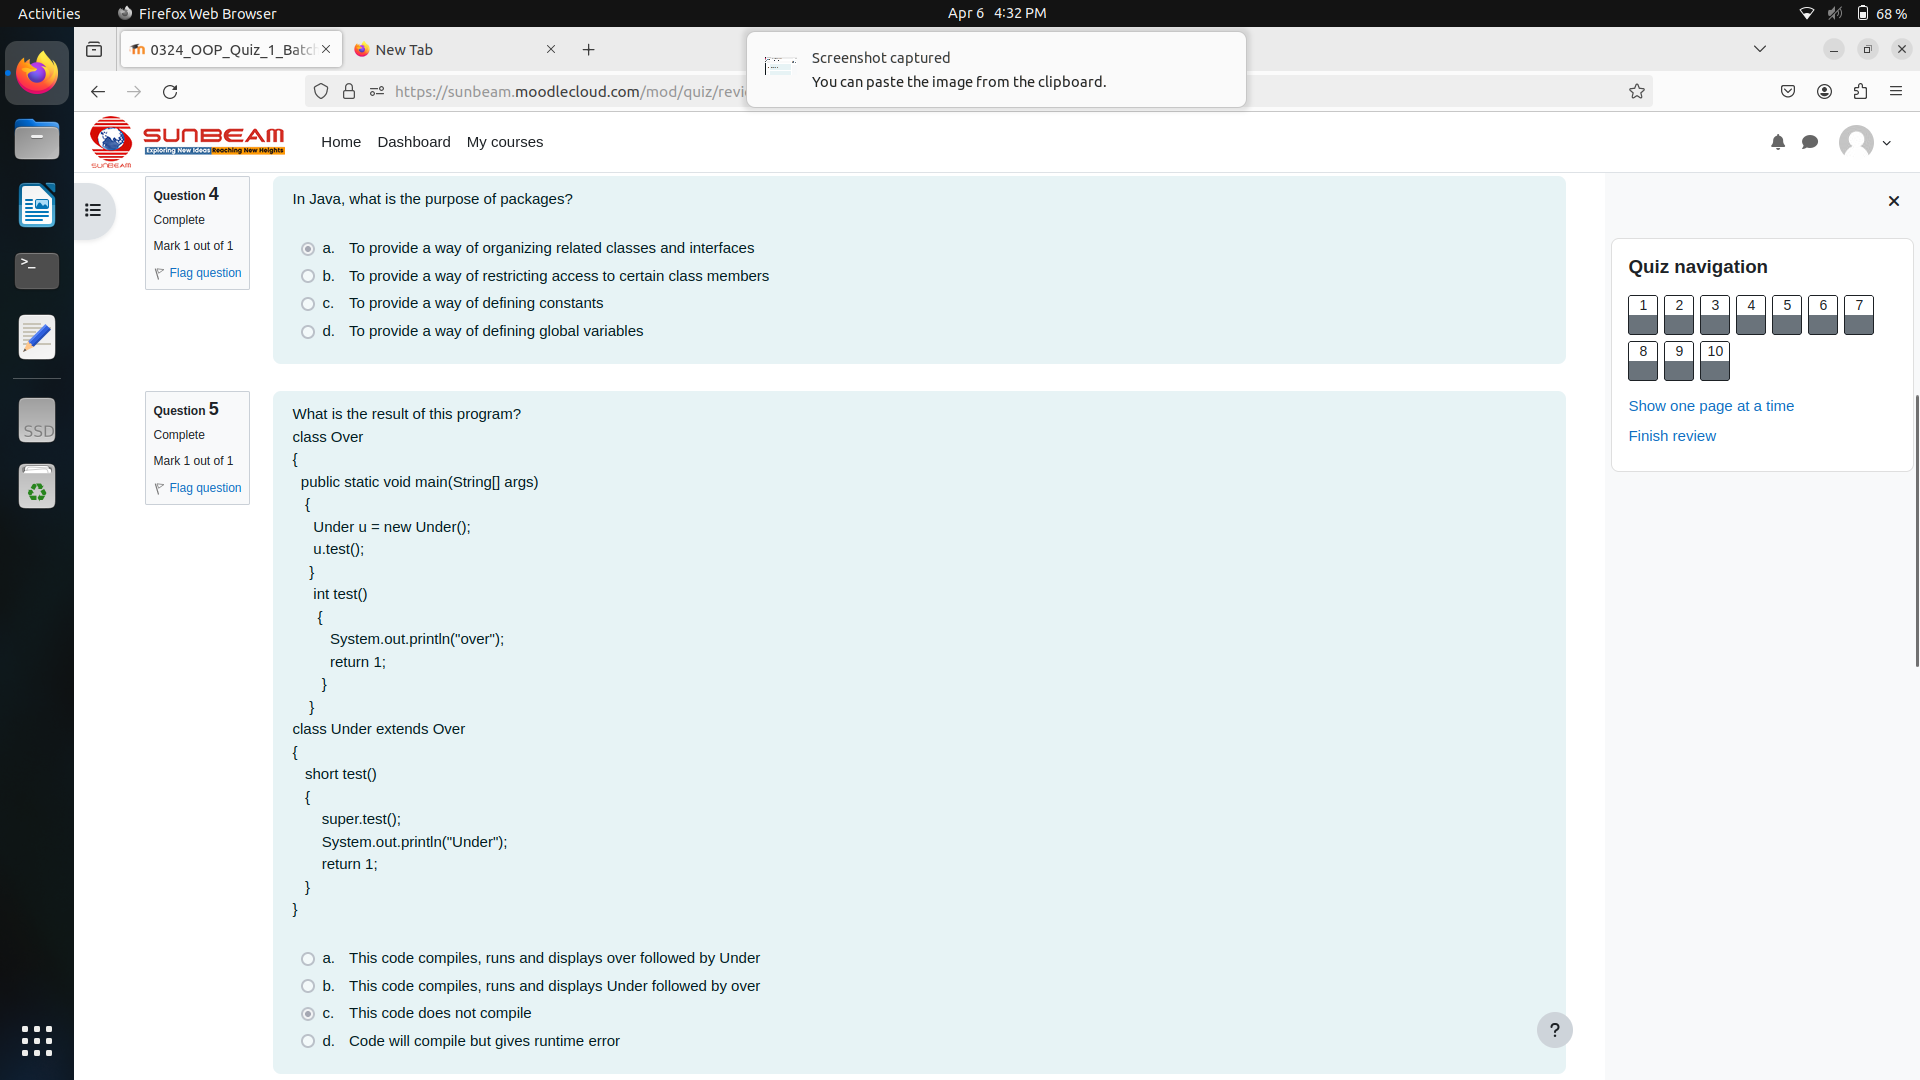 Activities
Firefox Web Browser
Apr 6 4:32 PM
68 %
0324_OOP_Quiz_1_Batch
New Tab
Screenshot captured
You can paste the image from the clipboard.
https://sunbeam.moodlecloud.com/mod/quiz/revi
SUNBEAM
Exploring New Ideas Reaching New Heights
SUNBEAM
Home
Dashboard
My courses
Question 4
Complete
Mark 1 out of 1
Flag question
In Java, what is the purpose of packages?
a. To provide a way of organizing related classes and interfaces
b. To provide a way of restricting access to certain class members
c. To provide a way of defining constants
d. To provide a way of defining global variables
Question 5
Complete
Mark 1 out of 1
Flag question
What is the result of this program?
class Over
{
public static void main(String[] args)
{
Under u = new Under();
u.test();
}
int test()
{
System.out.println("over");
return 1;
}
}
class Under extends Over
{
short test()
{
super.test();
System.out.println("Under");
return 1;
}
}
a. This code compiles, runs and displays over followed by Under
b. This code compiles, runs and displays Under followed by over
c. This code does not compile
d. Code will compile but gives runtime error
Quiz navigation
1 2 3 4 5 6 7
8 9 10
Show one page at a time
Finish review
SSD
?